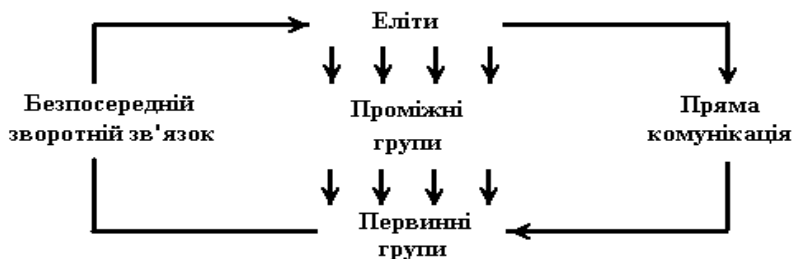 Еліти
Безпосередній
зворотній зв'язок
Проміжні
групи
Пряма
комунікація
Первинні
групи